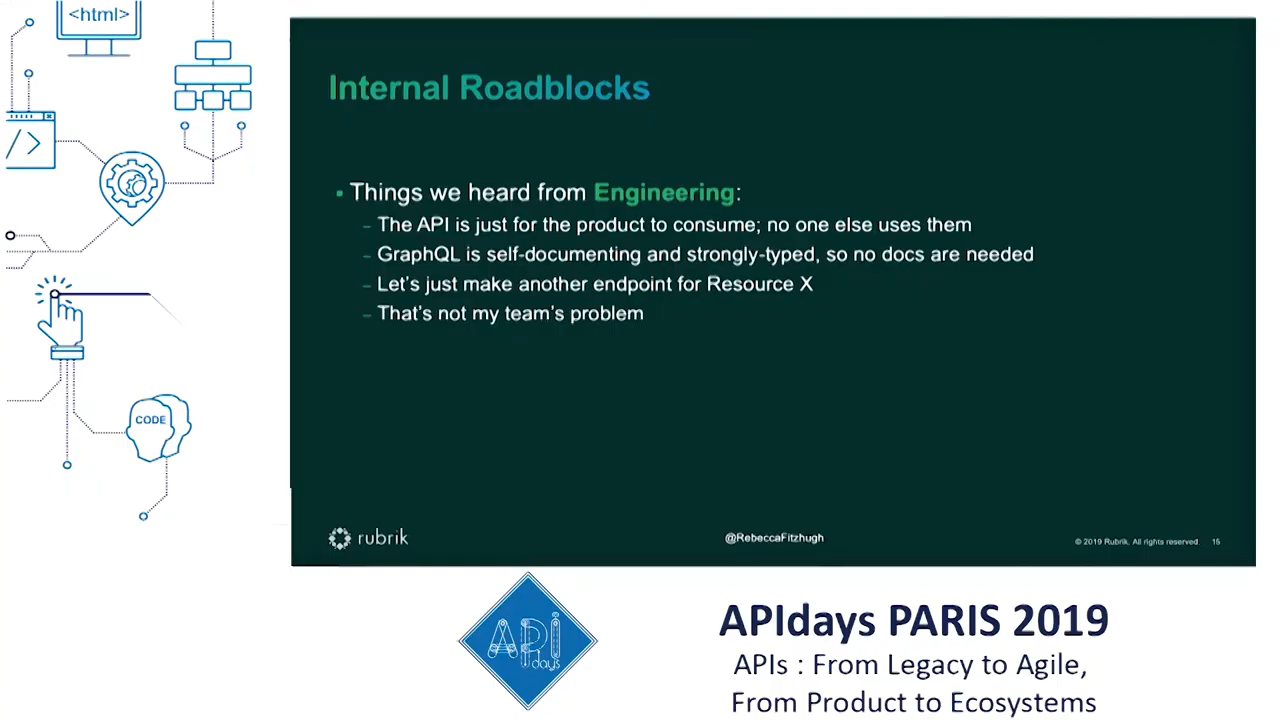 <html>
Internal Roadblocks
▪ Things we heard from Engineering:
– The API is just for the product to consume; no one else uses them
– GraphQL is self-documenting and strongly-typed, so no docs are needed
– Let's just make another endpoint for Resource X
– That's not my team's problem
CODE
rubrik
@RebeccaFitzhugh
© 2019 Rubrik. All rights reserved. 15
API
days
APIdays PARIS 2019
APIs : From Legacy to Agile,
From Product to Ecosystems